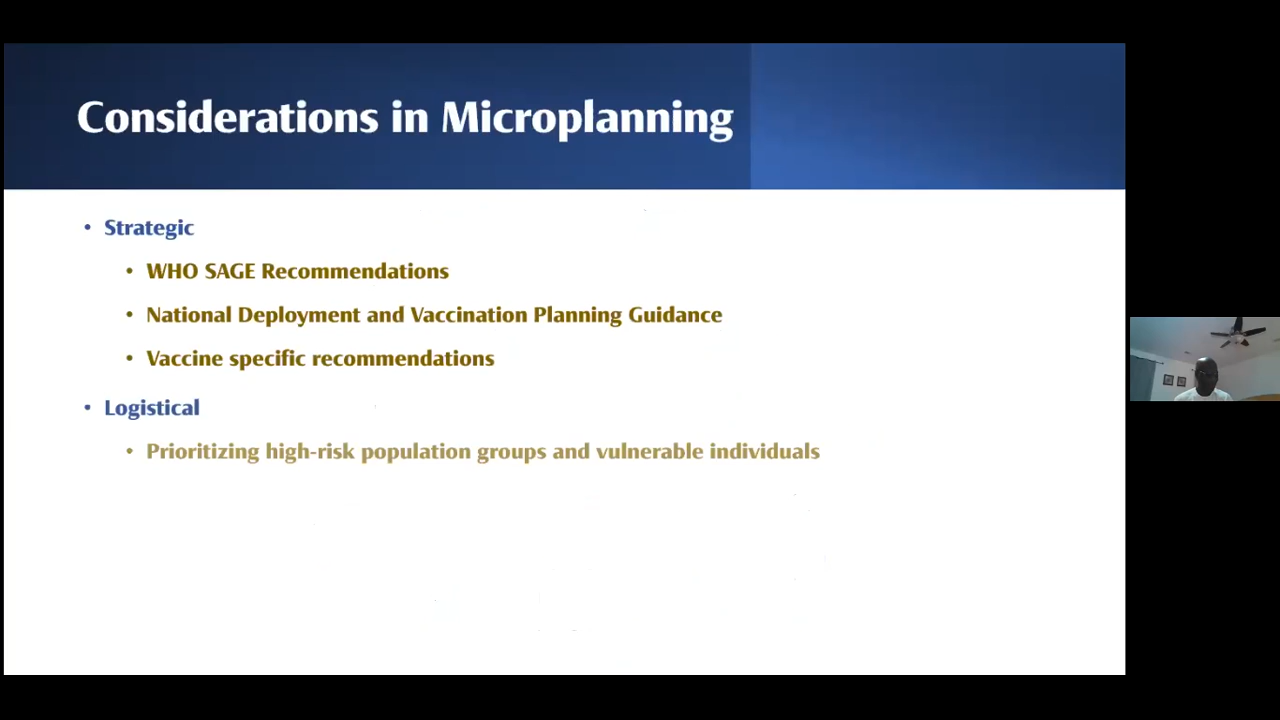 Considerations in Microplanning
• Strategic
• WHO SAGE Recommendations
• National Deployment and Vaccination Planning Guidance
• Vaccine specific recommendations
• Logistical
• Prioritizing high-risk population groups and vulnerable individuals